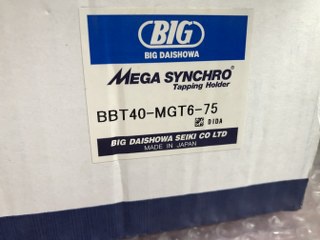 BIG
BIG DAISHOWA
MEGA SYNCHRO®
Tapping Holder
BBT40-MGT6-75
BIG DAISHOWA SEIKI CO LTD
MADE IN JAPAN